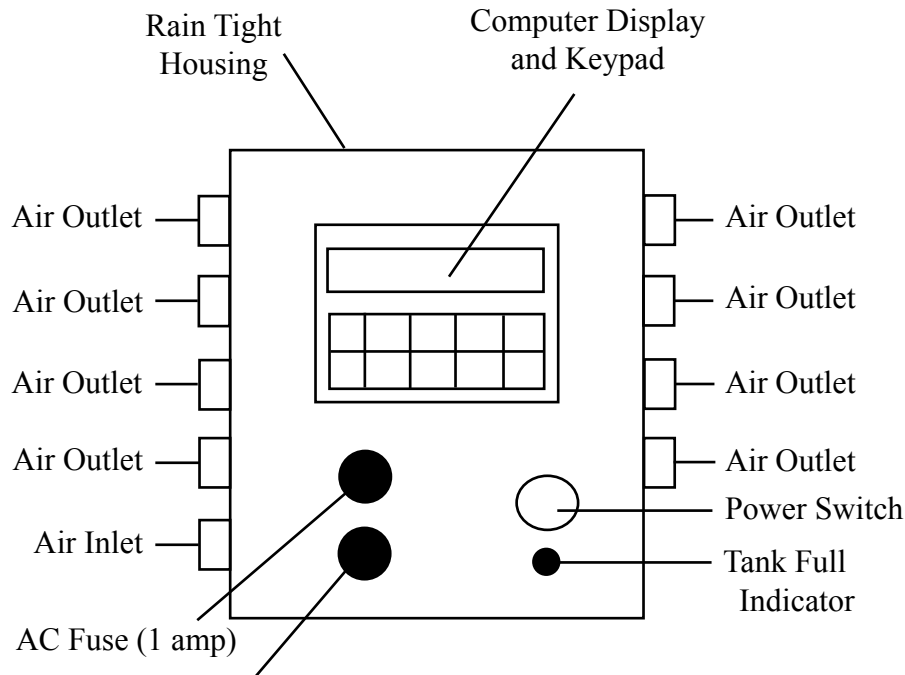 Rain Tight
Housing
Computer Display
and Keypad
Air Outlet
Air Outlet
Air Outlet
Air Outlet
Air Inlet
AC Fuse (1 amp)
Air Outlet
Air Outlet
Air Outlet
Air Outlet
Power Switch
Tank Full
Indicator